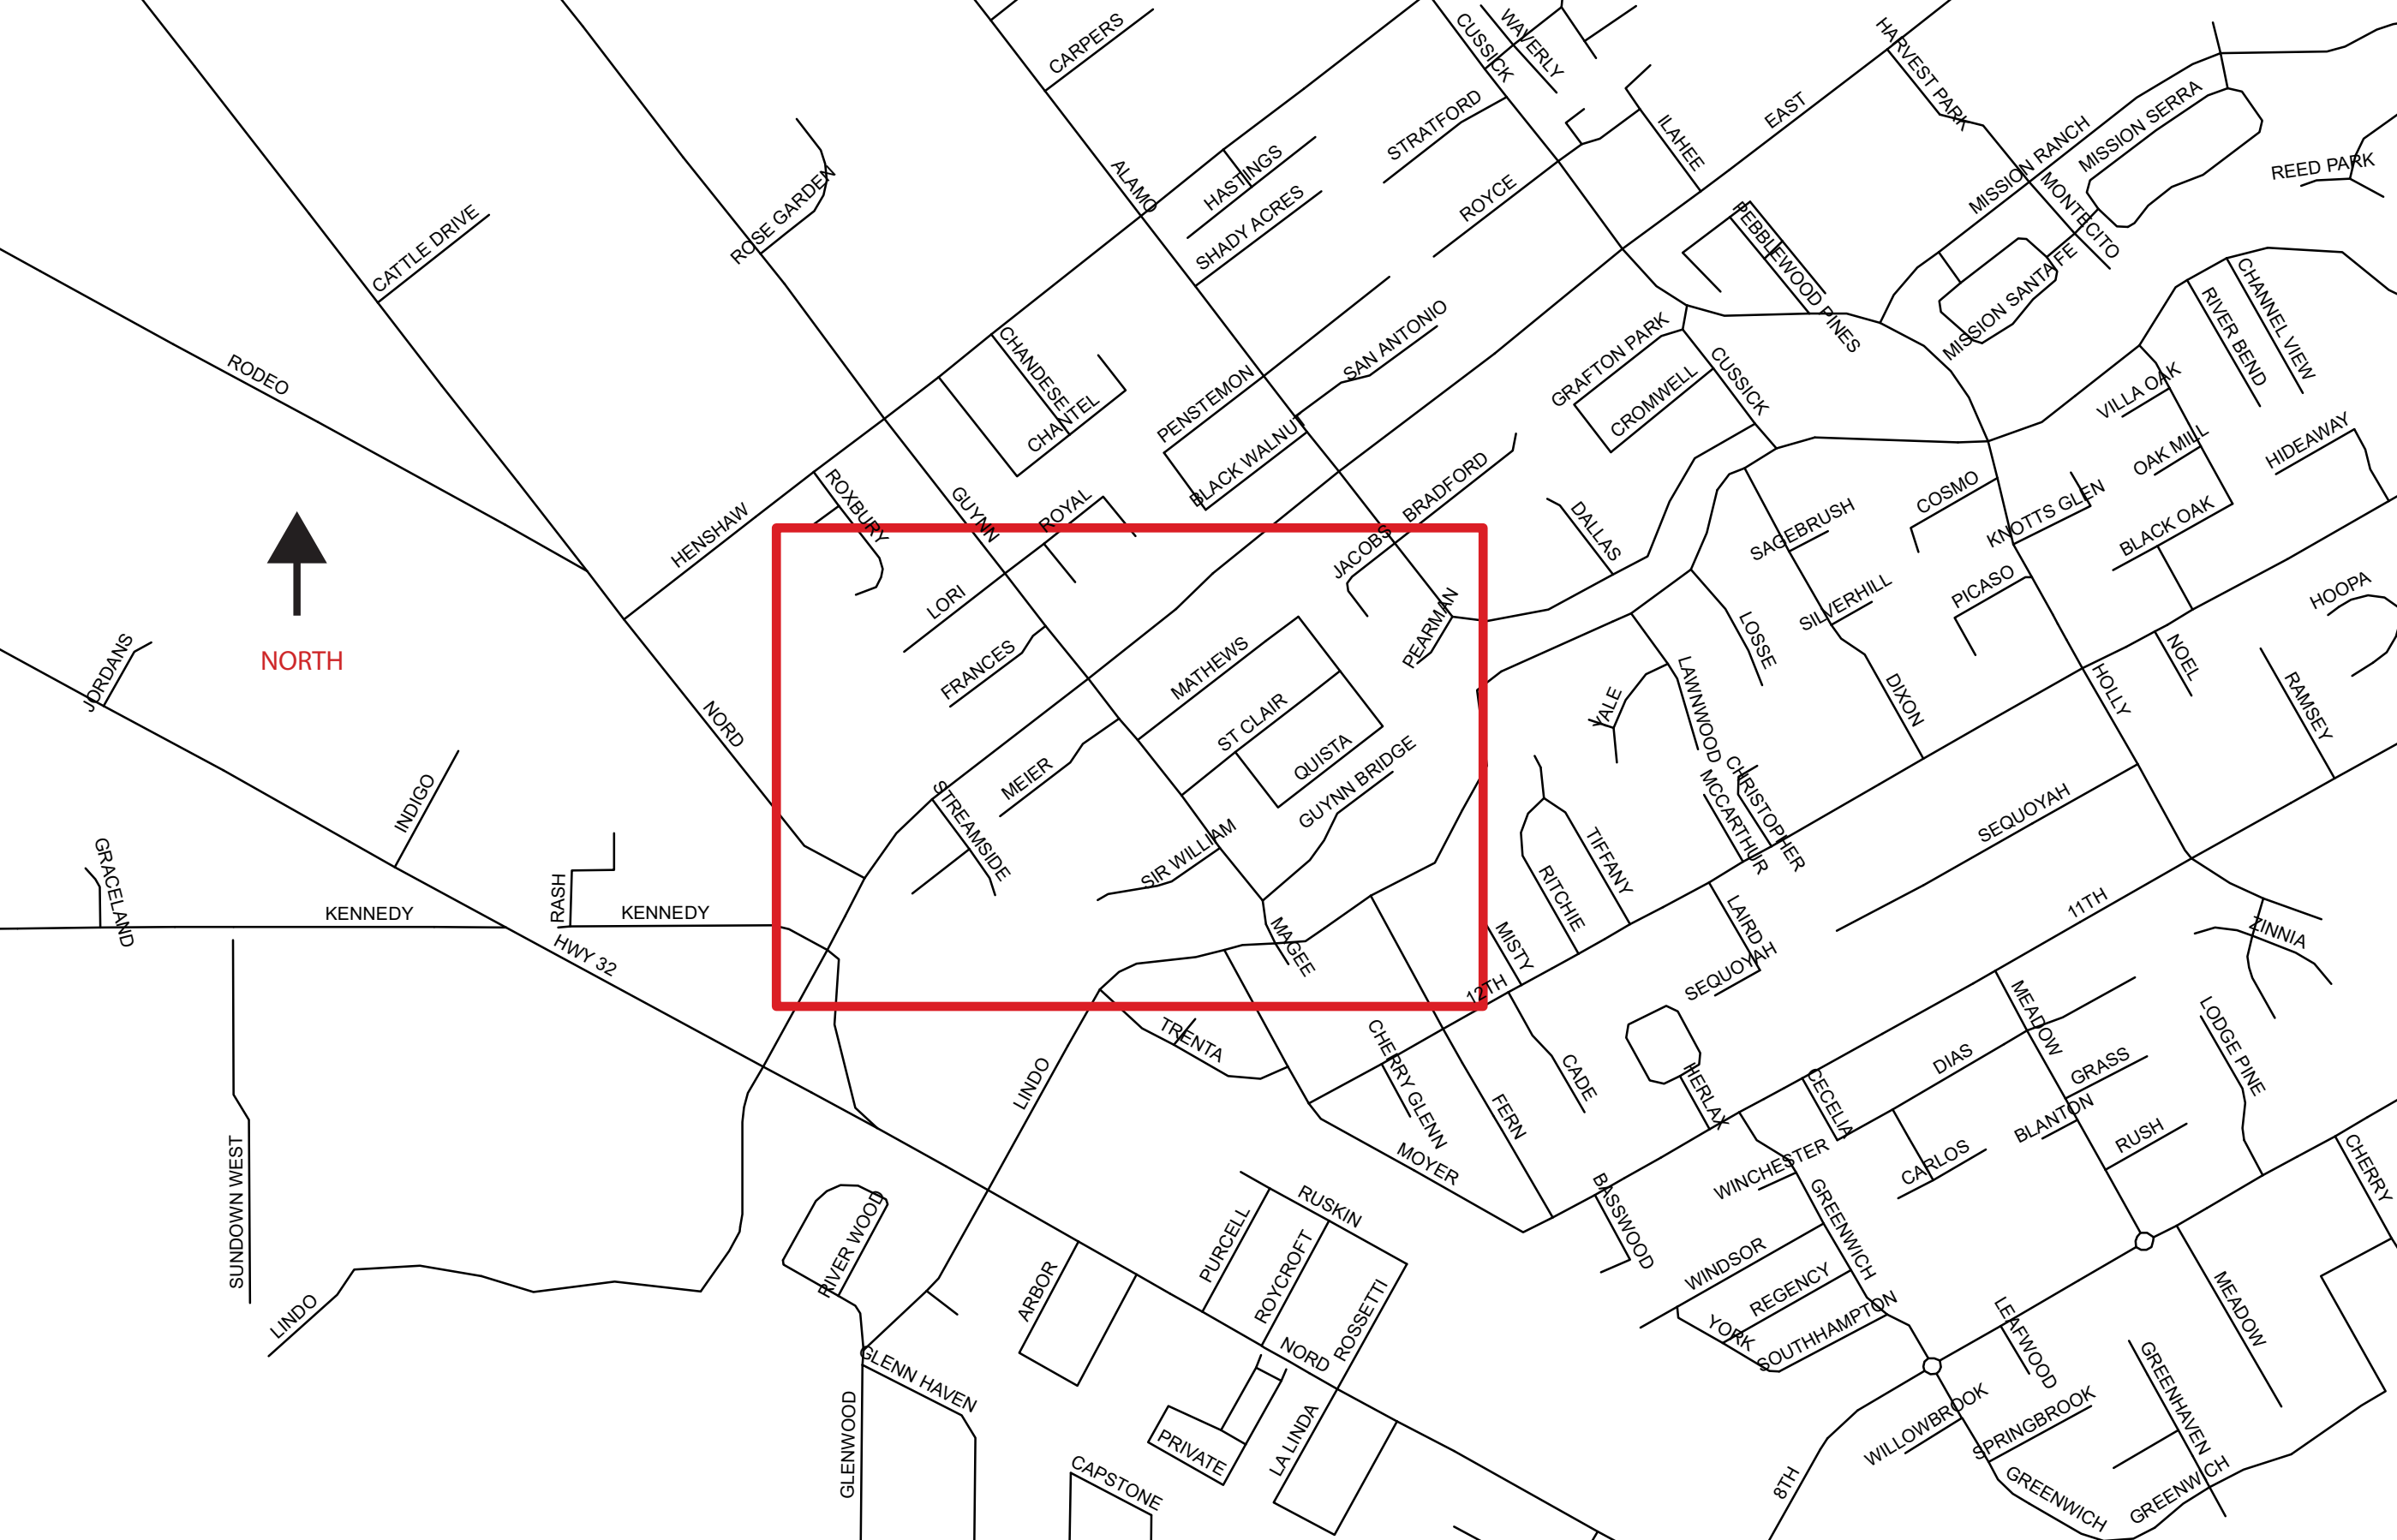 CARPERS
CUSSICK
WAVERLY
HARVEST PARK
STRATFORD
ILAHEE
EAST
MISSION RANCH
MISSION SERRA
REED PARK
ALAMO
HASTINGS
ROYCE
MONTECITO
ROSE GARDEN
CATTLE DRIVE
SHADY ACRES
PEBBLEWOOD PINES
MISSION SANTA FE
CHANNEL VIEW
RIVER BEND
RODEO
CHANDESE
CHANTEL
PENSTEMON
SAN ANTONIO
GRAFTON PARK
CROMWELL
CUSSICK
VILLA OAK
OAK MILL
HIDEAWAY
BLACK WALNUT
BRADFORD
JACOBS
DALLAS
SAGEBRUSH
COSMO
KNOTTS GLEN
BLACK OAK
HENSHAW
ROXBURY
GUYNN
ROYAL
NORTH
LORI
FRANCES
MATHEWS
PEARMAN
SILVERHILL
PICASO
HOOPA
JORDANS
NORD
ST CLAIR
QUISTA
GUYNN BRIDGE
LOSSE
LAWNWOOD
YALE
DIXON
HOLLY
NOEL
RAMSEY
INDIGO
MEIER
STREAMSIDE
SIR WILLIAM
MCCARTHUR
CHRISTOPHER
TIFFANY
RITCHIE
SEQUOYAH
GRACELAND
KENNEDY
RASH
KENNEDY
HWY 32
MAGEE
MISTY
12TH
LAIRD
SEQUOYAH
11TH
ZINNIA
TRENTA
LINDO
CHERRY GLENN
CADE
FERN
HERLAX
CECELIA
DIAS
MEADOW
GRASS
LODGE PINE
BLANTON
RUSH
CARLOS
CHERRY
SUNDOWN WEST
LINDO
RIVER WOOD
MOYER
BASSWOOD
WINCHESTER
GREENWICH
WINDSOR
REGENCY
YORK
SOUTHHAMPTON
RUSKIN
PURCELL
ROYCROFT
ROSSETTI
ARBOR
NORD
LEAFWOOD
MEADOW
GLENN HAVEN
GLENWOOD
PRIVATE
LA LINDA
CAPSTONE
8TH
WILLOWBROOK
SPRINGBROOK
GREENHAVEN
GREENWICH
GREENWICH